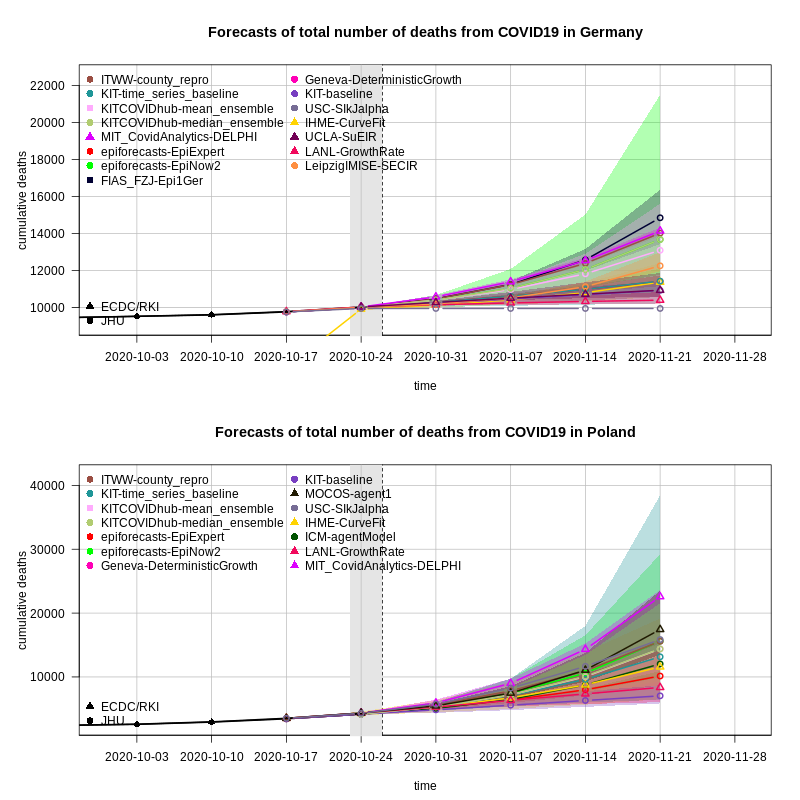 Forecasts of total number of deaths from COVID19 in Germany
cumulative deaths
22000
20000
18000
16000
14000
12000
10000
ITWW-county_repro
KIT-time_series_baseline
KITCOVIDhub-mean_ensemble
KITCOVIDhub-median_ensemble
MIT_CovidAnalytics-DELPHI
epiforecasts-EpiExpert
epiforecasts-EpiNow2
FIAS_FZJ-Epi1Ger
Geneva-DeterministicGrowth
KIT-baseline
USC-SIkJalpha
IHME-CurveFit
UCLA-SuEIR
LANL-GrowthRate
LeipzigIMISE-SECIR
ECDC/RKI
JHU
2020-10-03 2020-10-10 2020-10-17 2020-10-24 2020-10-31 2020-11-07 2020-11-14 2020-11-21 2020-11-28
time
Forecasts of total number of deaths from COVID19 in Poland
cumulative deaths
40000
30000
20000
10000
ITWW-county_repro
KIT-time_series_baseline
KITCOVIDhub-mean_ensemble
KITCOVIDhub-median_ensemble
epiforecasts-EpiExpert
epiforecasts-EpiNow2
Geneva-DeterministicGrowth
KIT-baseline
MOCOS-agent1
USC-SIkJalpha
IHME-CurveFit
ICM-agentModel
LANL-GrowthRate
MIT_CovidAnalytics-DELPHI
ECDC/RKI
JHU
2020-10-03 2020-10-10 2020-10-17 2020-10-24 2020-10-31 2020-11-07 2020-11-14 2020-11-21 2020-11-28
time